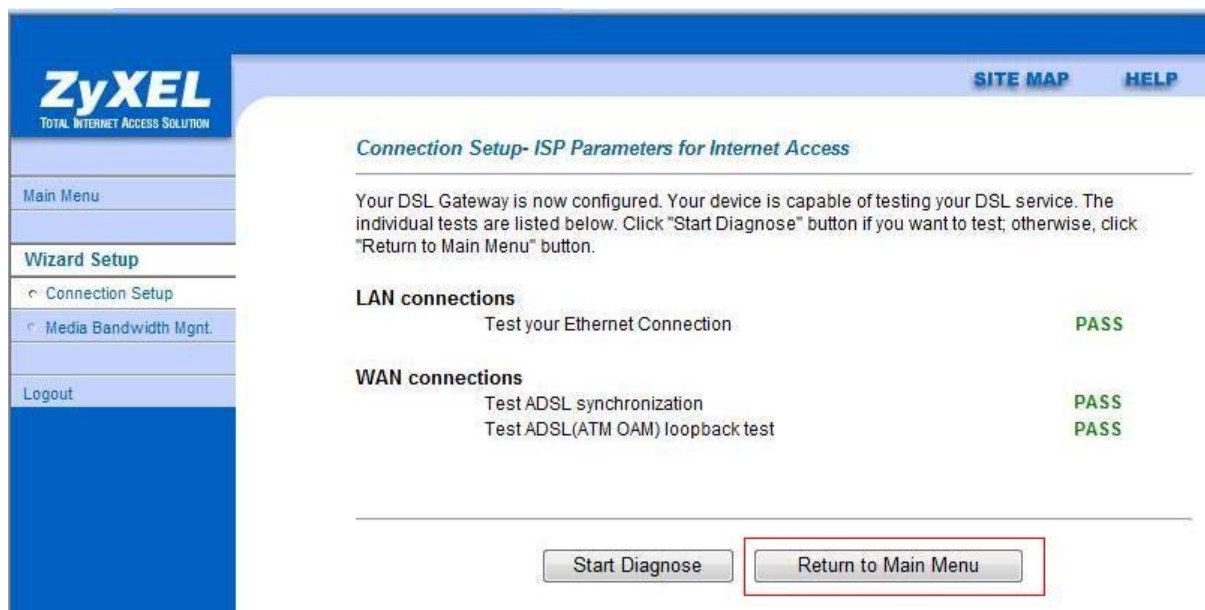 ZyXEL
TOTAL INTERNET ACCESS SOLUTION
SITE MAP HELP
Main Menu
Wizard Setup
Connection Setup
Media Bandwidth Mgnt.
Logout
Connection Setup- ISP Parameters for Internet Access
Your DSL Gateway is now configured. Your device is capable of testing your DSL service. The
individual tests are listed below. Click "Start Diagnose" button if you want to test; otherwise, click
"Return to Main Menu" button.
LAN connections
Test your Ethernet Connection PASS
WAN connections
Test ADSL synchronization PASS
Test ADSL(ATM OAM) loopback test PASS
Start Diagnose Return to Main Menu